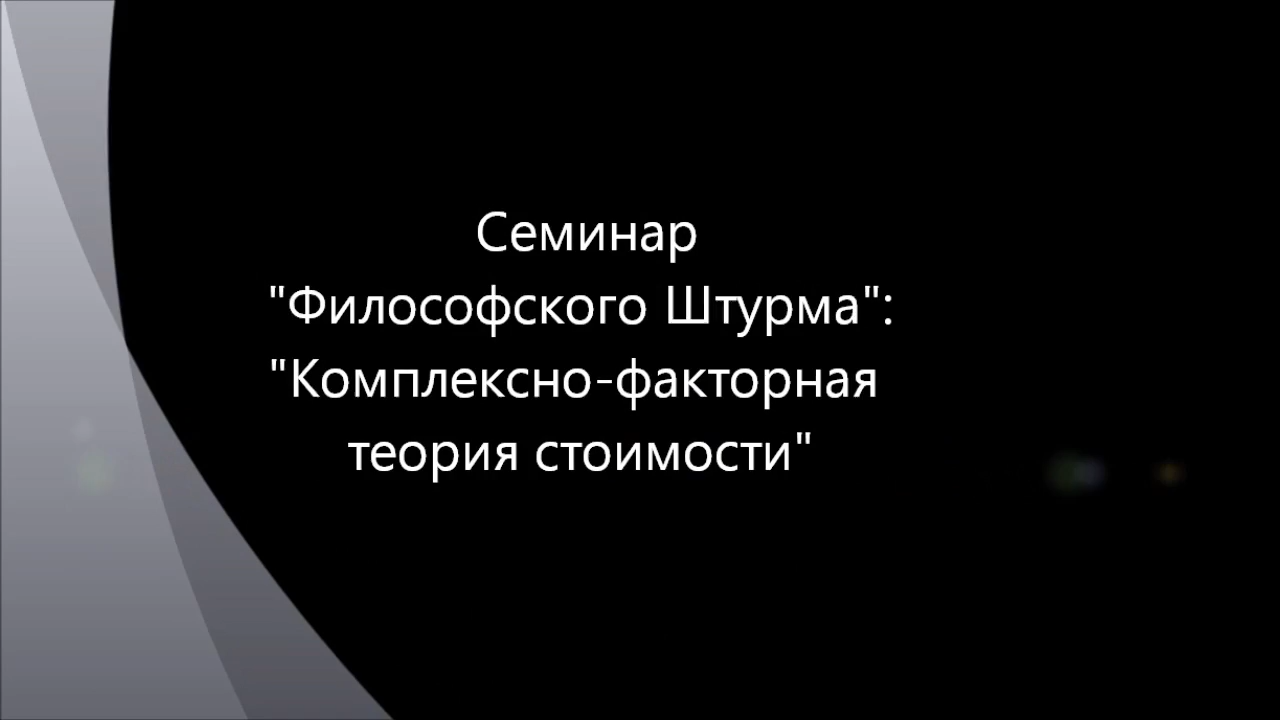 Семинар
"Философского Штурма":
"Комплексно-факторная
теория стоимости"